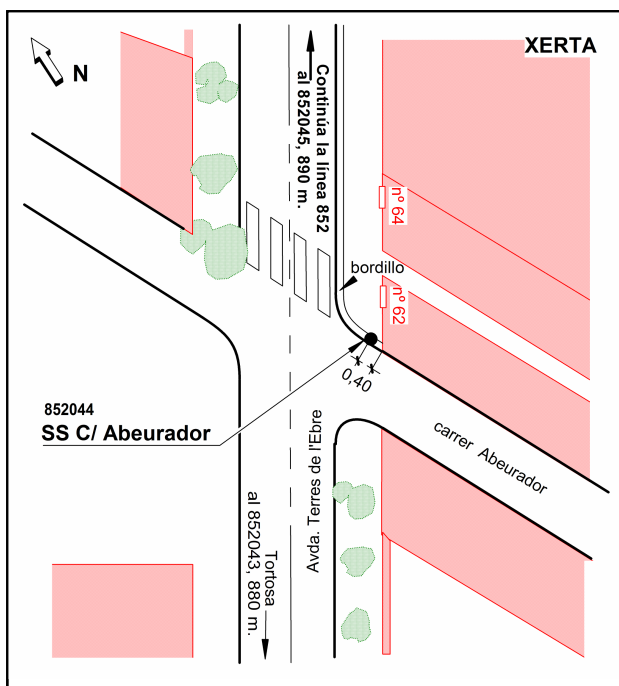 XERTA
N
Continúa la línea 852
al 852045, 890 m.
nº 64
bordillo
nº 62
0,40
852044
SS C/ Abeurador
carrer Abeurador
Avda. Terres de l'Ebre
Tortosa
al 852043, 880 m.